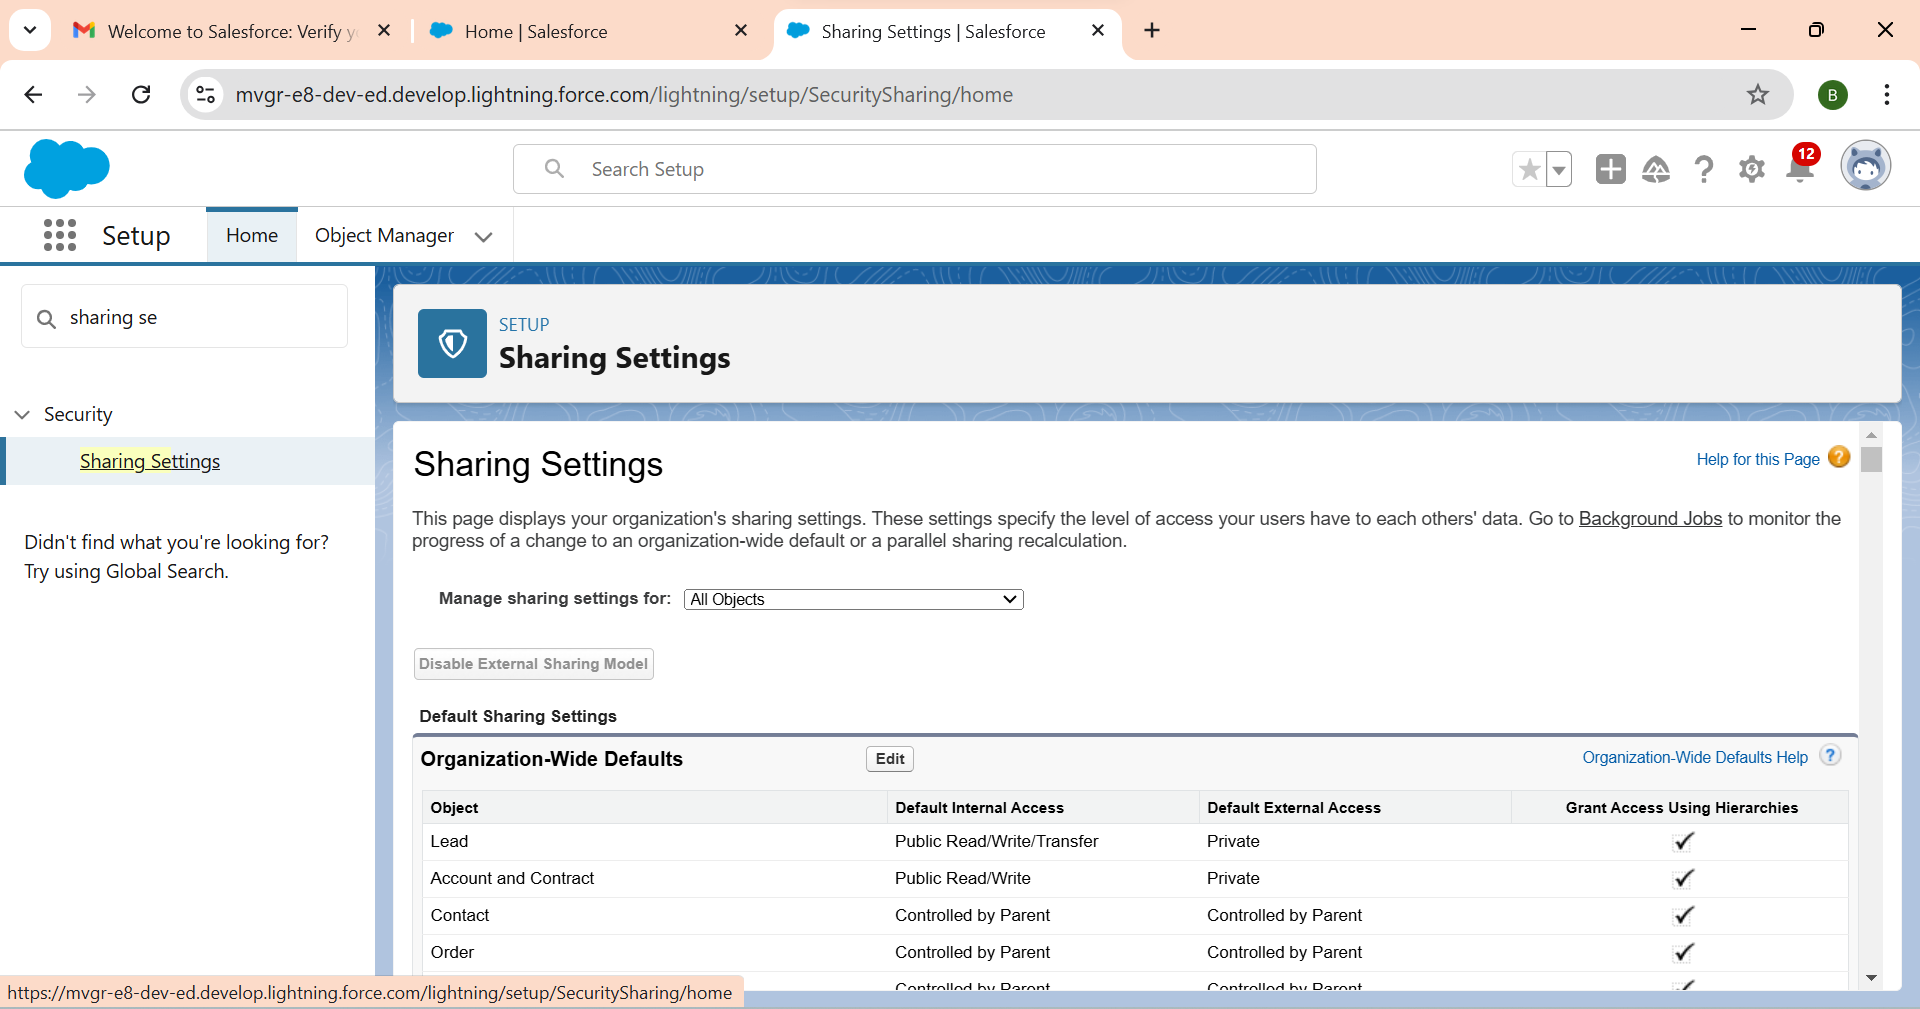 Welcome to Salesforce: Verify y
Home | Salesforce
Sharing Settings | Salesforce
mvgr-e8-dev-ed.develop.lightning.force.com/lightning/setup/SecuritySharing/home
B
Search Setup
12
Setup
Home
Object Manager
sharing se
Security
Sharing Settings
Didn't find what you're looking for?
Try using Global Search.
SETUP
Sharing Settings
Sharing Settings
Help for this Page ?
This page displays your organization's sharing settings. These settings specify the level of access your users have to each others' data. Go to Background Jobs to monitor the
progress of a change to an organization-wide default or a parallel sharing recalculation.
Manage sharing settings for: All Objects
Disable External Sharing Model
Default Sharing Settings
Organization-Wide Defaults
Edit
Organization-Wide Defaults Help ?
Object Default Internal Access Default External Access Grant Access Using Hierarchies
Lead Public Read/Write/Transfer Private
Account and Contract Public Read/Write Private
Contact Controlled by Parent Controlled by Parent
Order Controlled by Parent Controlled by Parent
Controlled by Parent Controlled by Parent
https://mvgr-e8-dev-ed.develop.lightning.force.com/lightning/setup/SecuritySharing/home